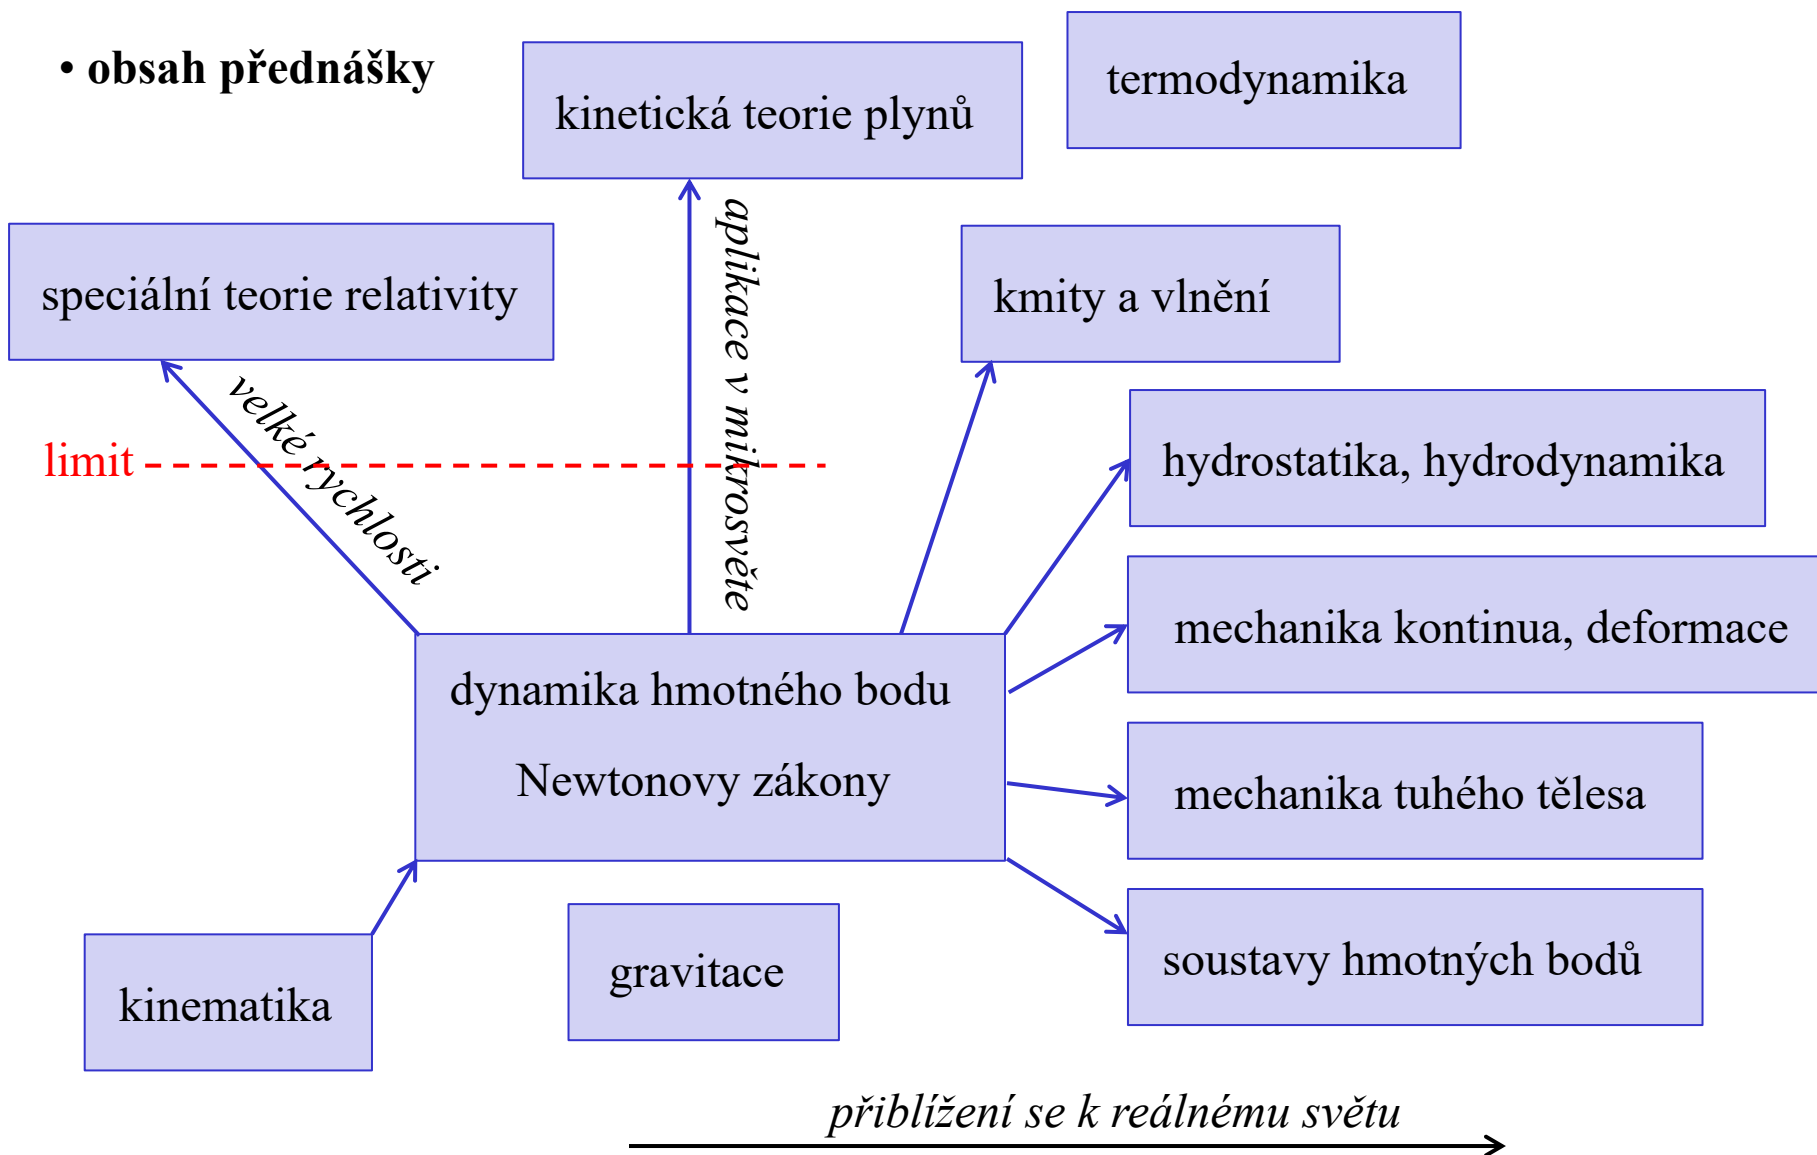 • obsah přednášky
kinetická teorie plynů
termodynamika
speciální teorie relativity
aplikace v mikrosvěte
kmity a vlnění
velké rychlosti
limit
hydrostatika, hydrodynamika
mechanika kontinua, deformace
dynamika hmotného bodu
Newtonovy zákony
mechanika tuhého tělesa
soustavy hmotných bodů
gravitace
kinematika
přiblížení se k reálnému světu